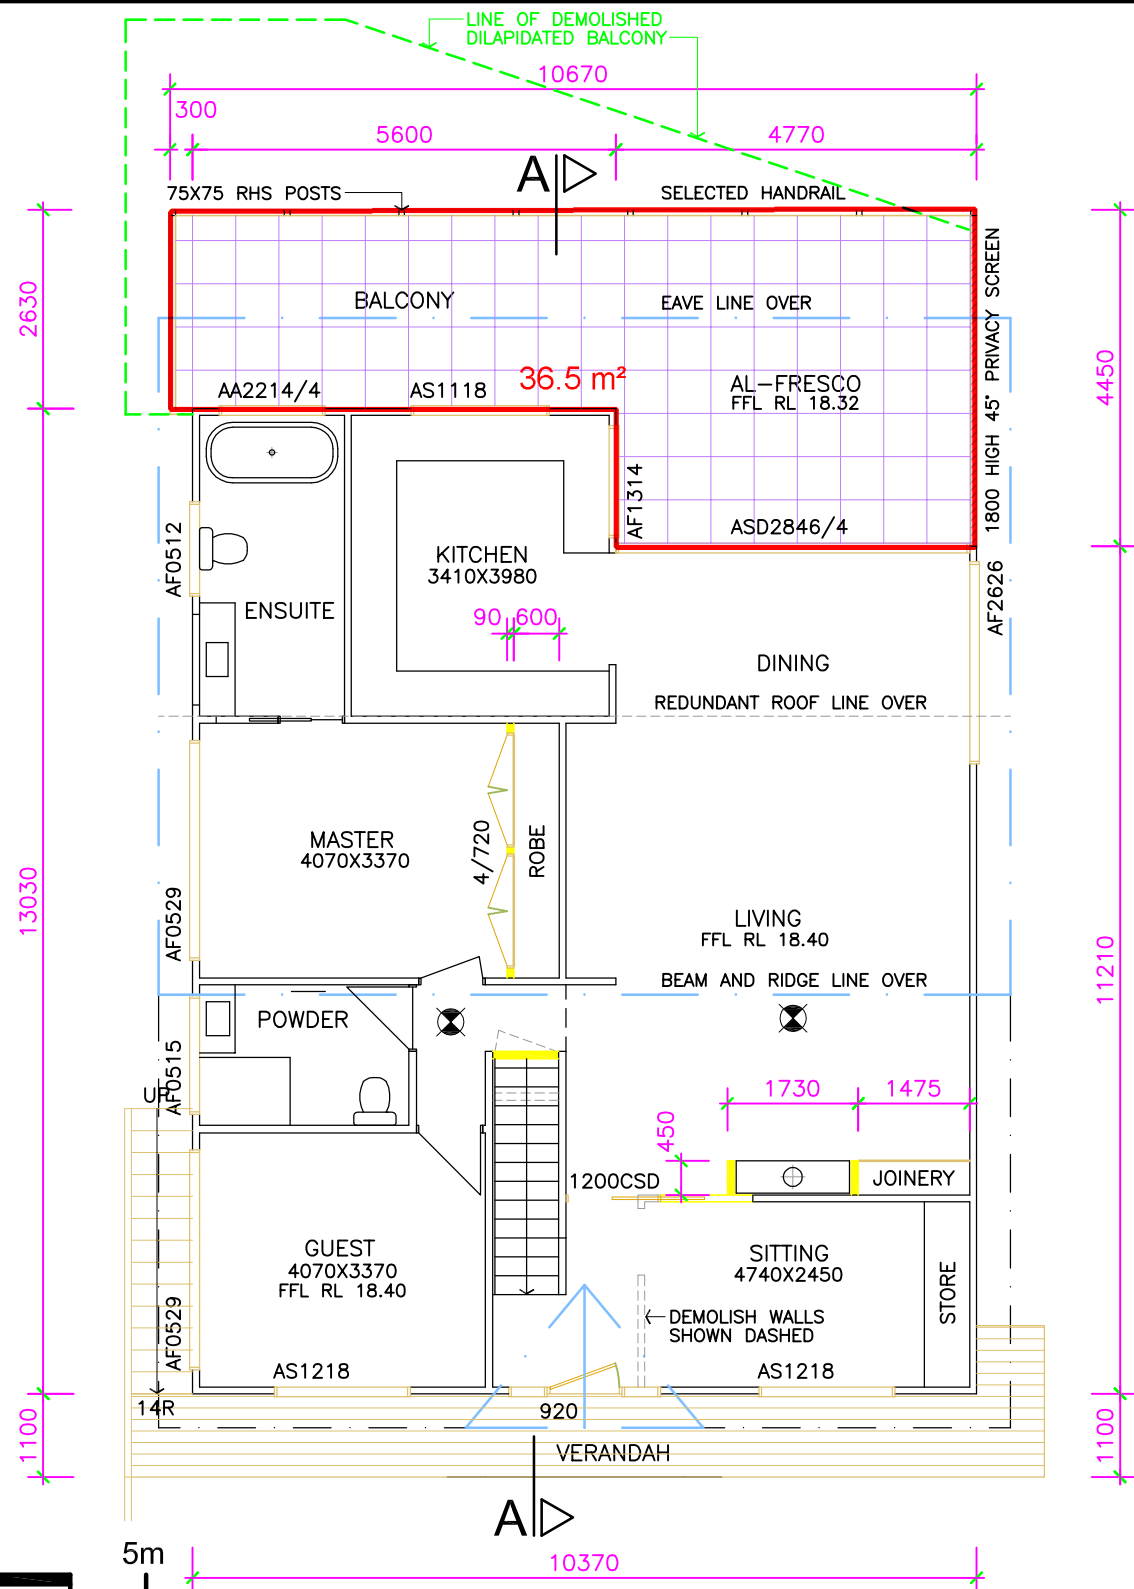 LINE OF DEMOLISHED
DILAPIDATED BALCONY
10670
300
5600
4770
A
75X75 RHS POSTS
SELECTED HANDRAIL
2630
BALCONY
EAVE LINE OVER
1800 HIGH 45° PRIVACY SCREEN
4450
AA2214/4
AS1118
36.5 m²
AL-FRESCO
FFL RL 18.32
AF1314
ASD2846/4
AF0512
KITCHEN
3410X3980
ENSUITE
90
600
AF2626
DINING
REDUNDANT ROOF LINE OVER
MASTER
4070X3370
4/720
ROBE
13030
AF0529
LIVING
FFL RL 18.40
BEAM AND RIDGE LINE OVER
11210
POWDER
AF0515
UP
1730
1475
450
1200CSD
JOINERY
GUEST
4070X3370
FFL RL 18.40
SITTING
4740X2450
STORE
AF0529
DEMOLISH WALLS
SHOWN DASHED
AS1218
AS1218
14R
920
1100
1100
VERANDAH
A
5m
10370